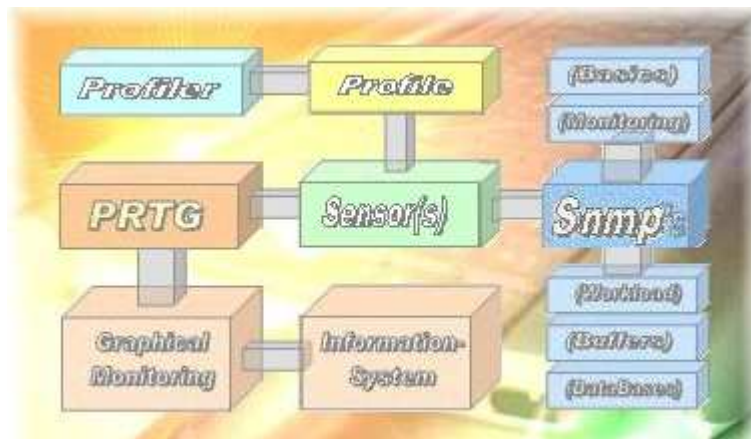 Profiler
Profile
(Basics)
(Monitoring)
PRTG
Sensor(s)
Snmp
Graphical
Monitoring
Information-
System
(Workload)
(Buffers)
(DataBases)